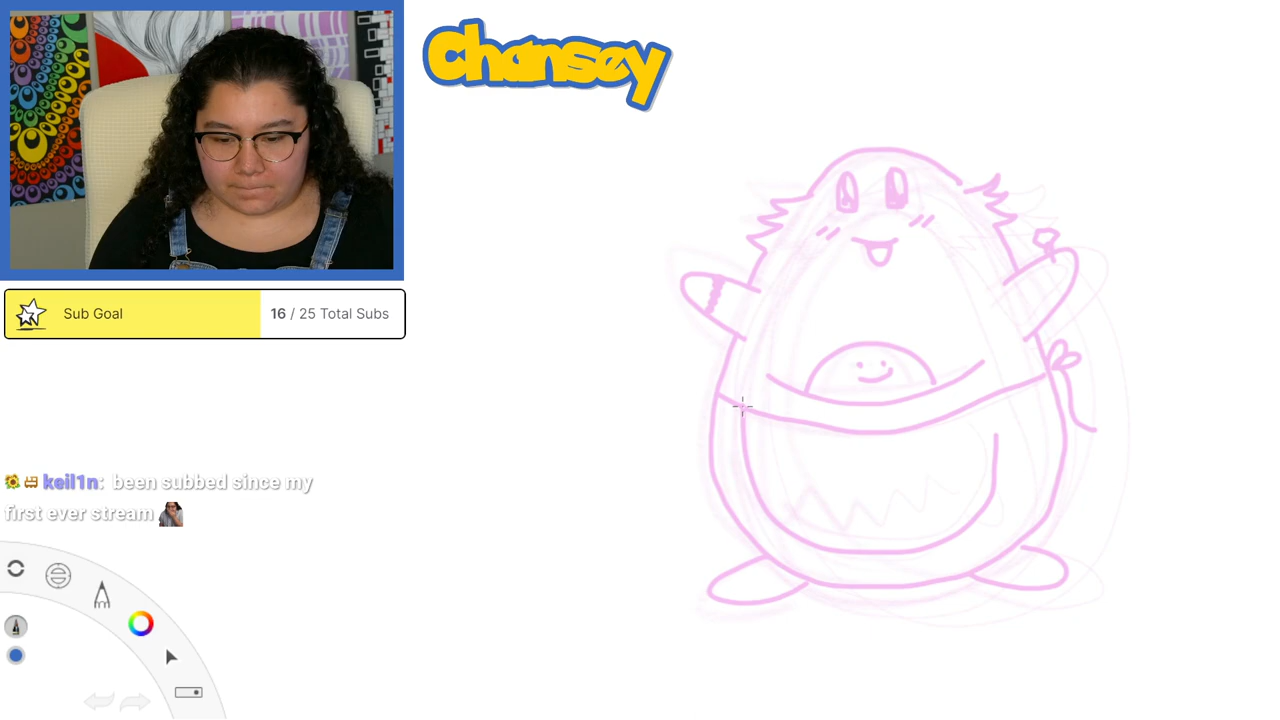 Chansey
Sub Goal
16 / 25 Total Subs
keil1n: been subbed since my
first ever stream